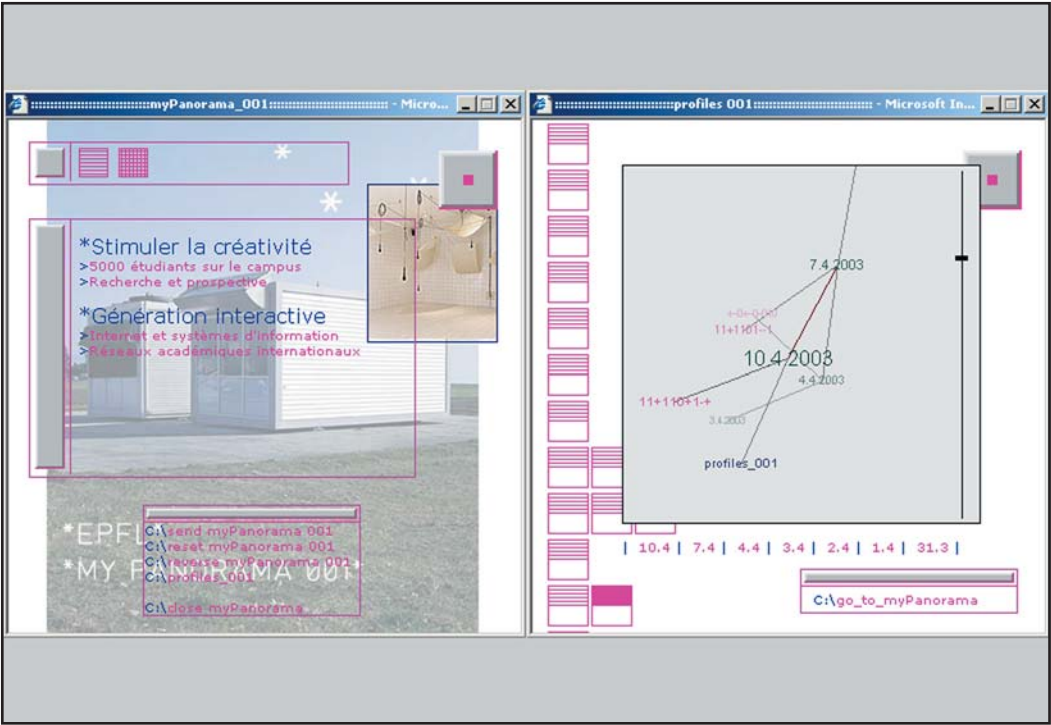 ::::::::::::::::::::::::::::::myPanorama_001:::::::::::::::::::::::::::::: - Micro...
*Stimuler la créativité
>5000 étudiants sur le campus
>Recherche et prospective
*Génération interactive
>Internet et systèmes d'information
>Réseaux académiques internationaux
*EPFL*
*MY PANORAMA 001*
C:\send myPanorama 001
C:\reset myPanorama 001
C:\reverse myPanorama 001
C:\profiles_001
C:\close myPanorama
::::::::::::::::::::::::::::::profiles 001:::::::::::::::::::::::::::::: - Microsoft In...
7.4.2003
11+1101--1
10.4.2003
4.4.2003
11+110+1-+
3.4.2003
profiles_001
| 10.4 | 7.4 | 4.4 | 3.4 | 2.4 | 1.4 | 31.3 |
C:\go_to_myPanorama